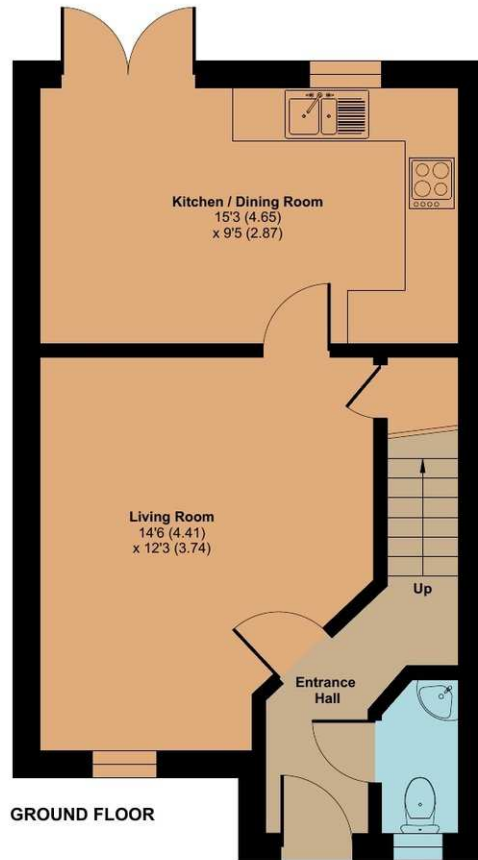 Kitchen / Dining Room
15'3 (4.65)
x 9'5 (2.87)
Living Room
14'6 (4.41)
x 12'3 (3.74)
Up
Entrance
Hall
GROUND FLOOR